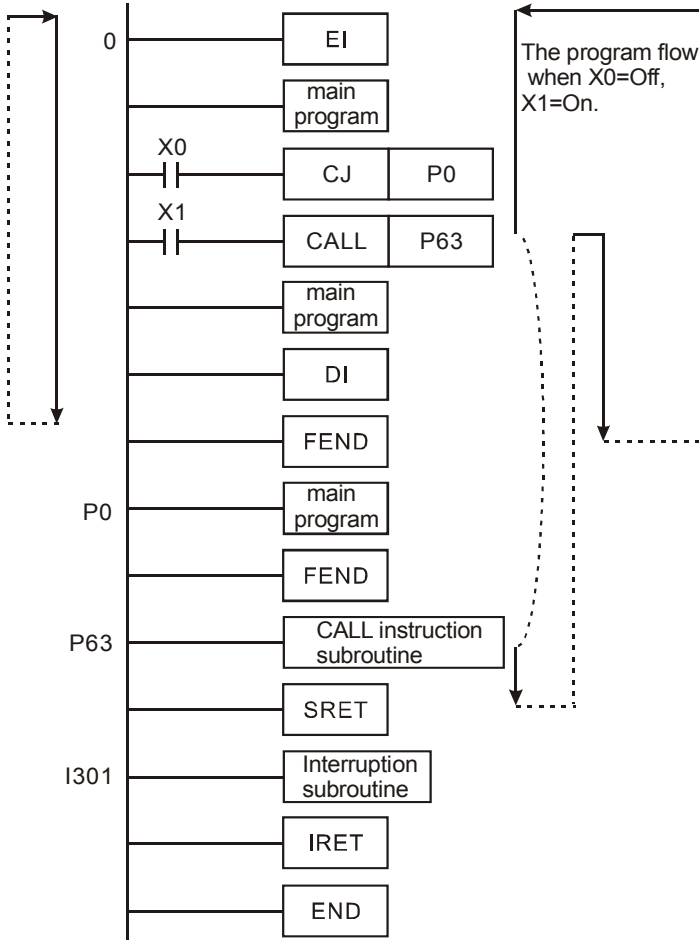 0 EI
The program flow
when X0=Off,
X1=On.
main
program
X0
CJ P0
X1
CALL P63
main
program
DI
FEND
P0 main
program
FEND
P63 CALL instruction
subroutine
SRET
I301 Interruption
subroutine
IRET
END